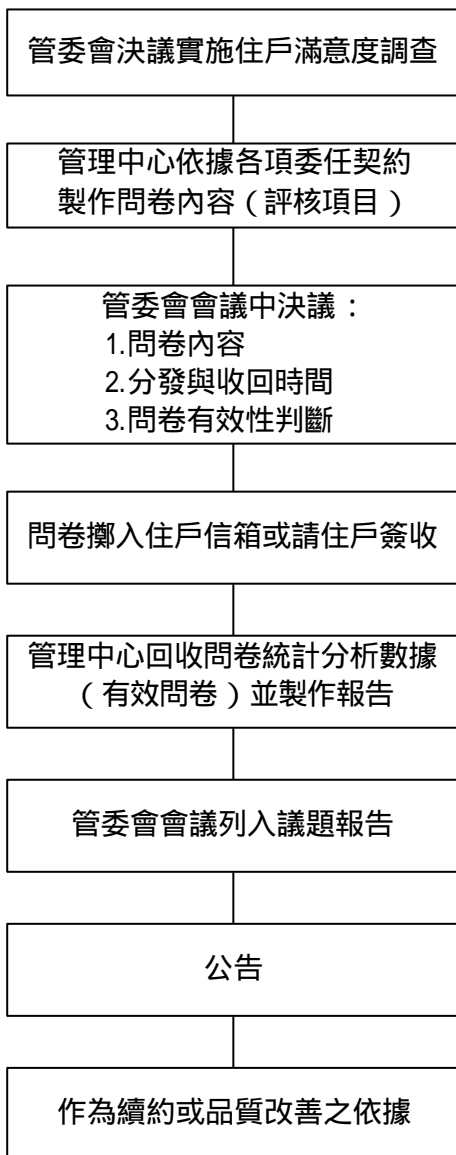 管委會決議實施住戶滿意度調查
管理中心依據各項委任契約
製作問卷內容（評核項目）
管委會會議中決議：
1.問卷內容
2.分發與收回時間
3.問卷有效性判斷
問卷擲入住戶信箱或請住戶簽收
管理中心回收問卷統計分析數據
（有效問卷）並製作報告
管委會會議列入議題報告
公告
作為續約或品質改善之依據